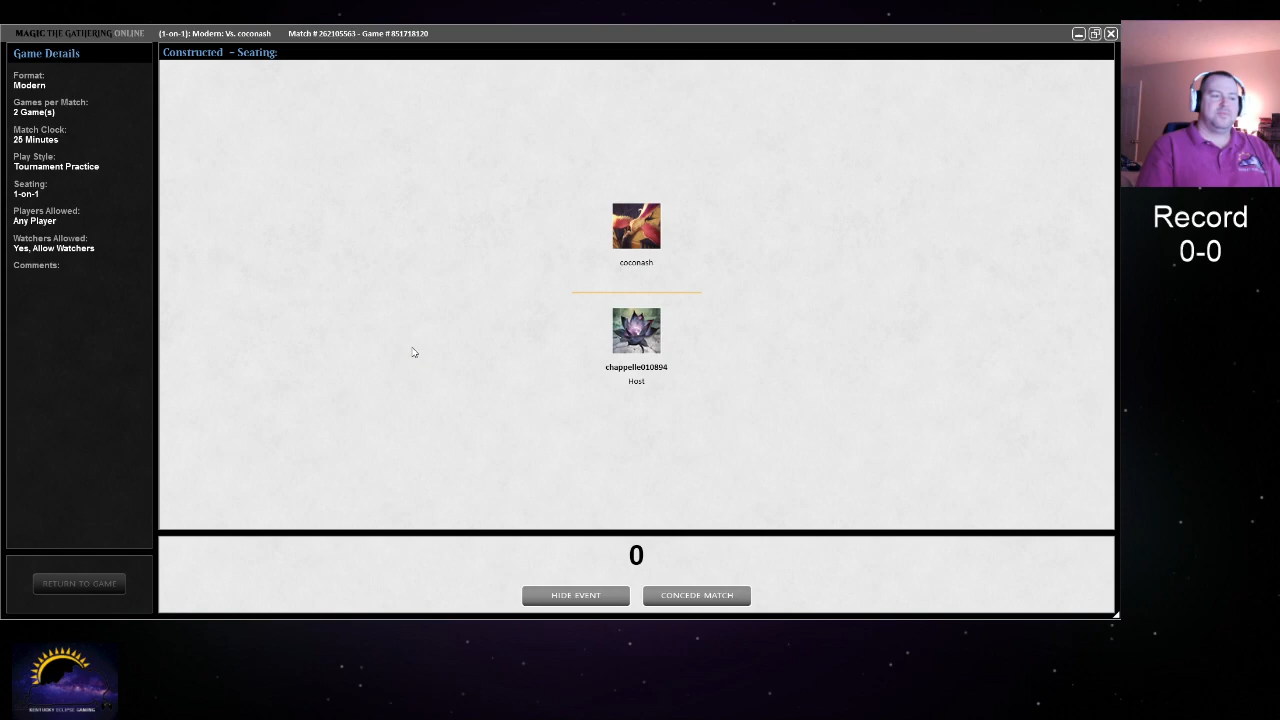 MAGIC THE GATHERING ONLINE
(1-on-1): Modern: Vs. coconash Match # 262105563 - Game # 851718120
Game Details
Constructed - Seating:
Format:
Modern
Games per Match:
2 Game(s)
Match Clock:
25 Minutes
Play Style:
Tournament Practice
Seating:
1-on-1
Players Allowed:
Any Player
Watchers Allowed:
Yes, Allow Watchers
Comments:
coconash
chappelle010894
Host
0
RETURN TO GAME
HIDE EVENT
CONCEDE MATCH
Record
0-0
KENTUCKY ECLIPSE GAMING